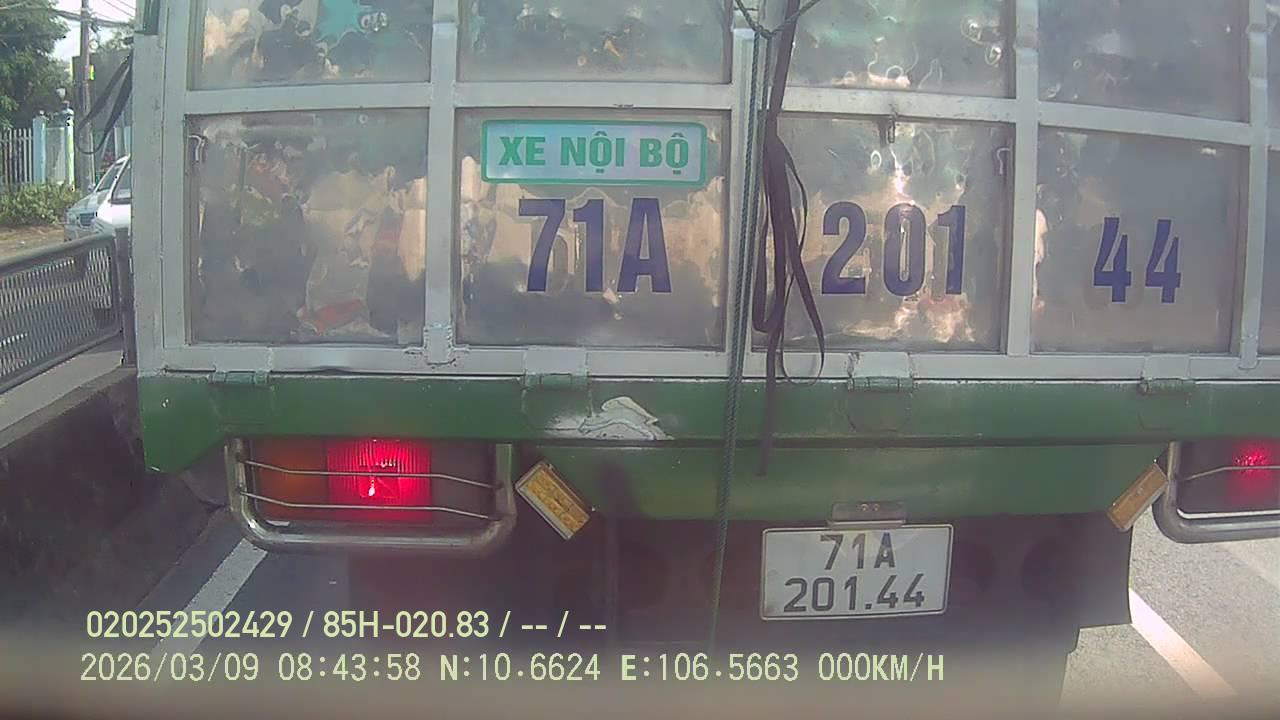 XE NỘI BỘ
71A 201 44
71A
201.44
020252502429 / 85H-020.83 / -- / --
2026/03/09 08:43:58 N:10.6624 E:106.5663 000KM/H